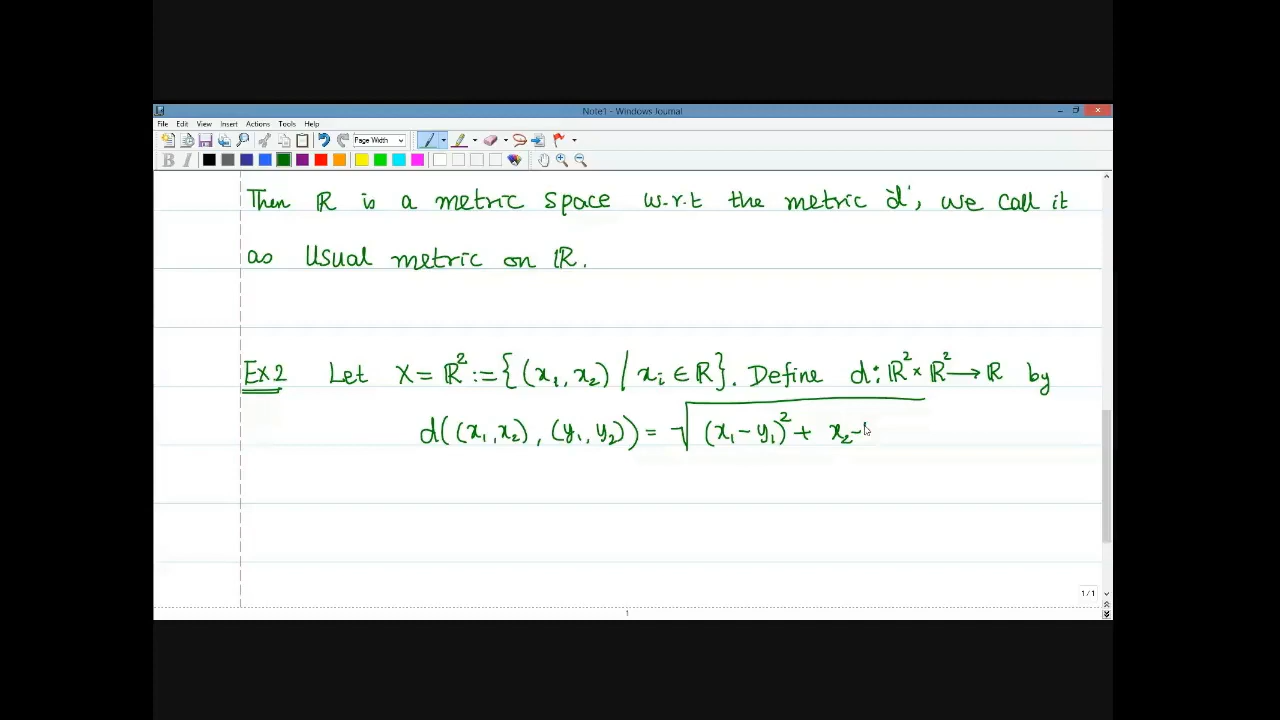 Note1 - Windows Journal
File Edit View Insert Actions Tools Help
Page Width
B I
Then ℝ is a metric space w.r.t the metric 'd', we call it
as Usual metric on ℝ.
Ex 2 Let X = ℝ² := {(x₁, x₂) / xᵢ ∈ ℝ}. Define d: ℝ² × ℝ² → ℝ by
d((x₁, x₂), (y₁, y₂)) = √(x₁ - y₁)² + x₂ -
1/1
1